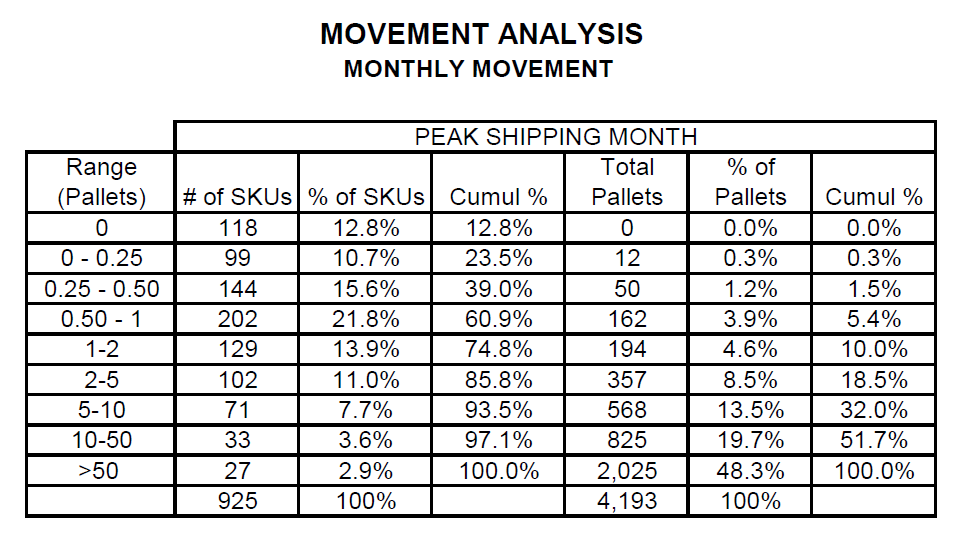 MOVEMENT ANALYSIS
MONTHLY MOVEMENT
PEAK SHIPPING MONTH
Range (Pallets) # of SKUs % of SKUs Cumul % Total Pallets % of Pallets Cumul %
0 118 12.8% 12.8% 0 0.0% 0.0%
0 - 0.25 99 10.7% 23.5% 12 0.3% 0.3%
0.25 - 0.50 144 15.6% 39.0% 50 1.2% 1.5%
0.50 - 1 202 21.8% 60.9% 162 3.9% 5.4%
1-2 129 13.9% 74.8% 194 4.6% 10.0%
2-5 102 11.0% 85.8% 357 8.5% 18.5%
5-10 71 7.7% 93.5% 568 13.5% 32.0%
10-50 33 3.6% 97.1% 825 19.7% 51.7%
>50 27 2.9% 100.0% 2,025 48.3% 100.0%
925 100% 4,193 100%